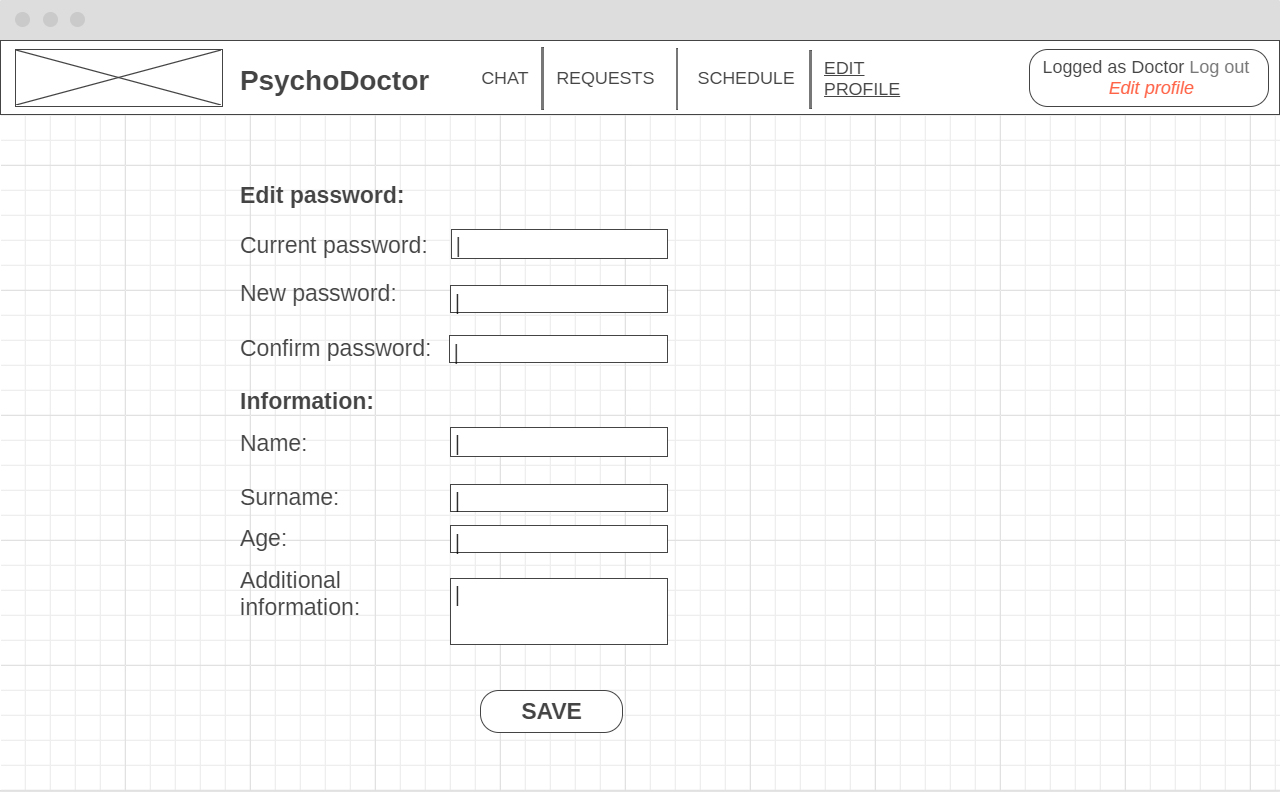 PsychoDoctor
CHAT
REQUESTS
SCHEDULE
EDIT
PROFILE
Logged as Doctor Log out
Edit profile
Edit password:
Current password:
New password:
Confirm password:
Information:
Name:
Surname:
Age:
Additional
information:
SAVE